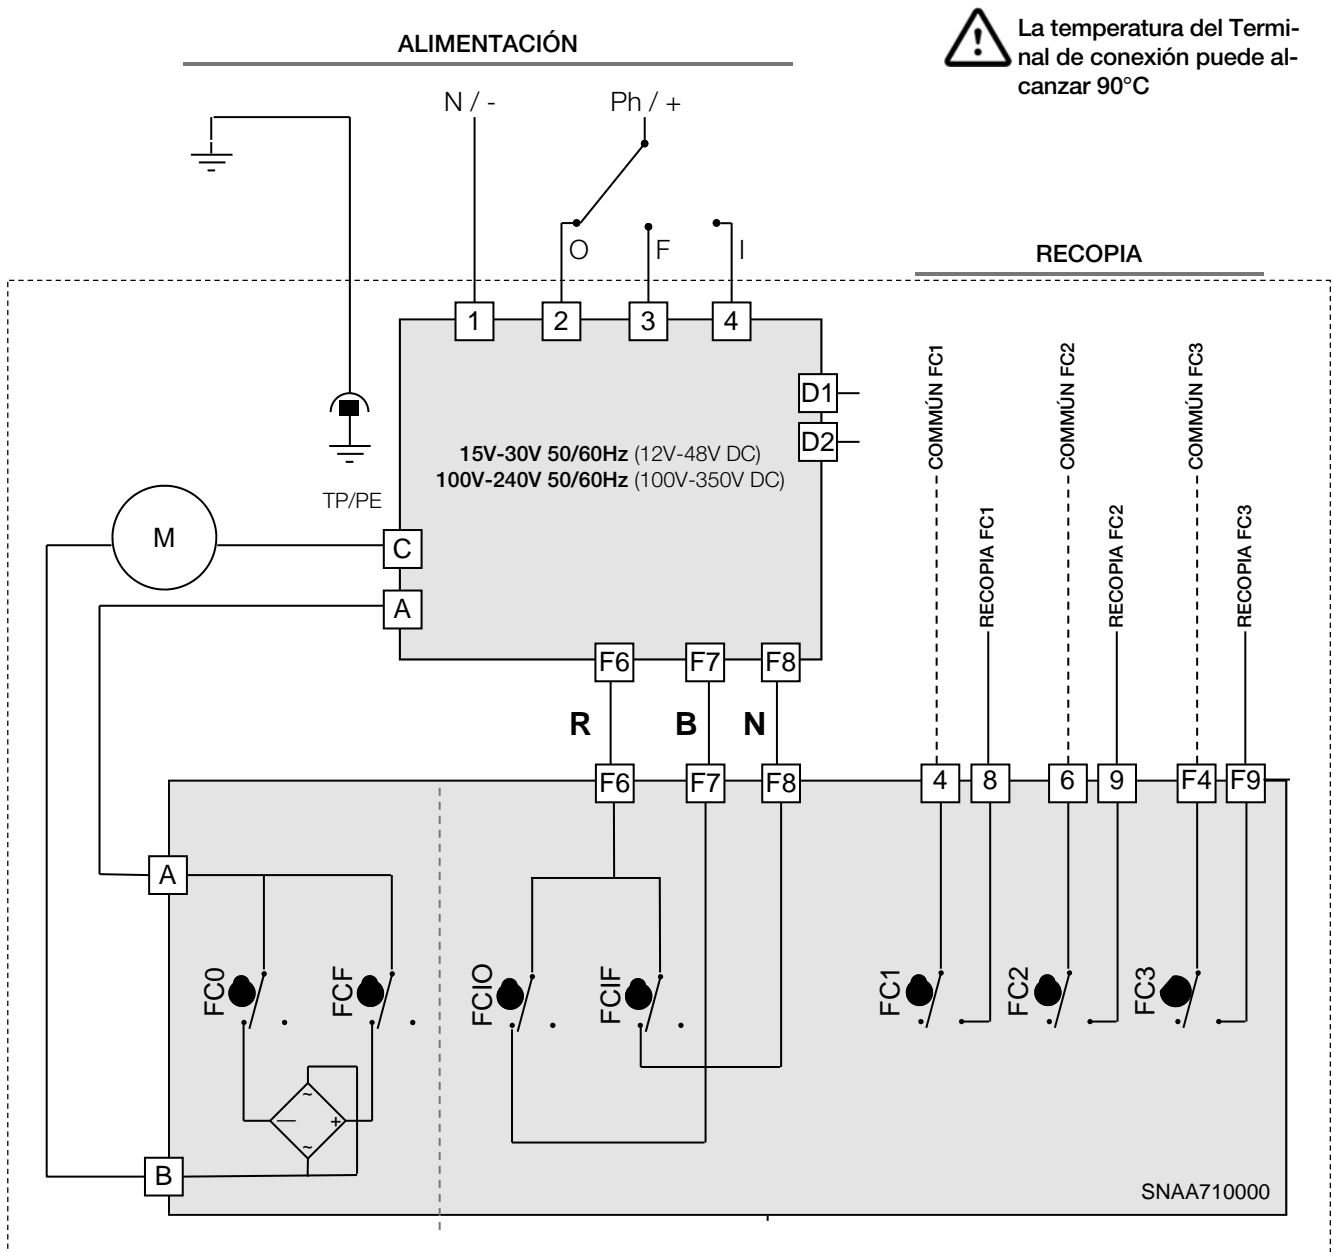 ALIMENTACIÓN
La temperatura del Termi-
nal de conexión puede al-
canzar 90°C
N / -
Ph / +
O
F
I
RECOPIA
1
2
3
4
D1
D2
15V-30V 50/60Hz (12V-48V DC)
100V-240V 50/60Hz (100V-350V DC)
COMMÚN FC1
COMMÚN FC2
COMMÚN FC3
RECOPIA FC1
RECOPIA FC2
RECOPIA FC3
TP/PE
M
C
A
F6
F7
F8
R
B
N
F6
F7
F8
4
8
6
9
F4
F9
A
FC0
FCF
FCIO
FCIF
FC1
FC2
FC3
~
—
+
~
B
SNAA710000